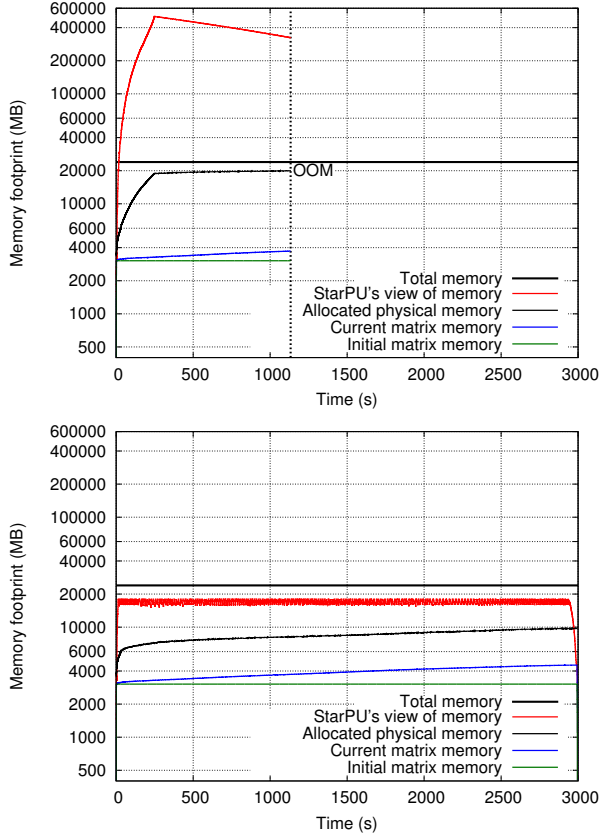 600000
400000
200000
100000
60000
40000
20000
10000
6000
4000
2000
1000
500
Memory footprint (MB)
OOM
Total memory
StarPU's view of memory
Allocated physical memory
Current matrix memory
Initial matrix memory
0 500 1000 1500 2000 2500 3000
Time (s)
600000
400000
200000
100000
60000
40000
20000
10000
6000
4000
2000
1000
500
Memory footprint (MB)
Total memory
StarPU's view of memory
Allocated physical memory
Current matrix memory
Initial matrix memory
0 500 1000 1500 2000 2500 3000
Time (s)